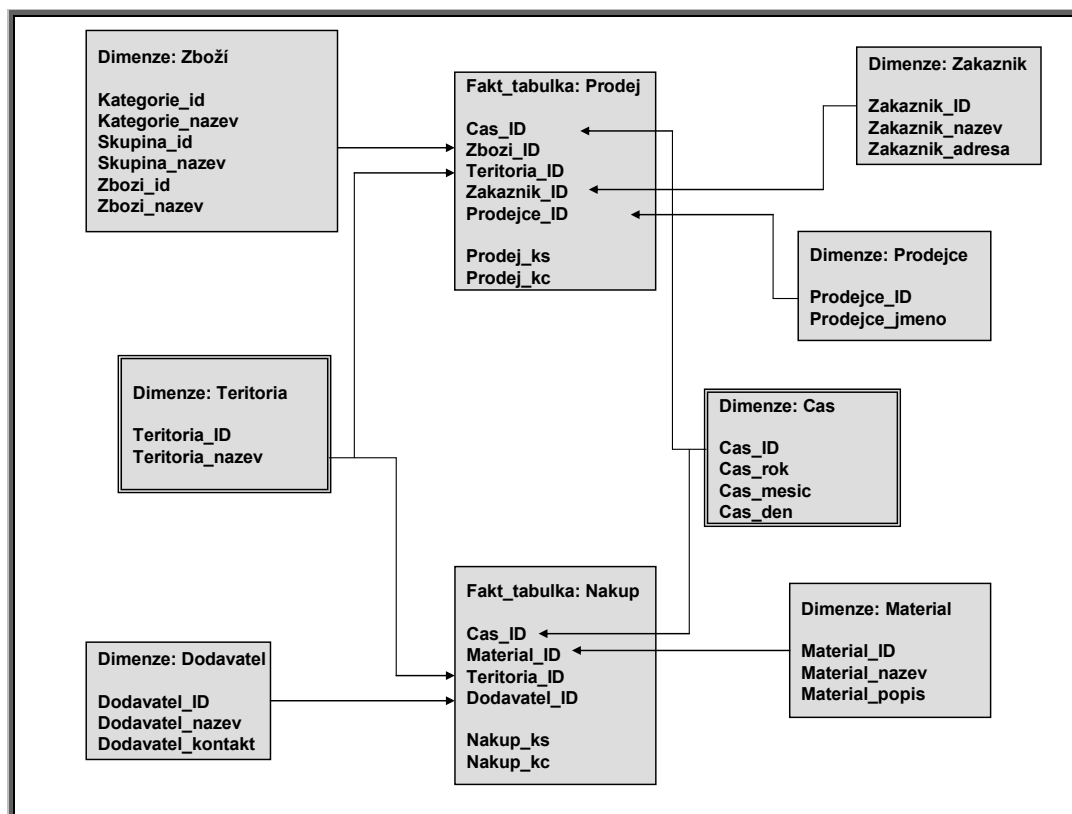 Dimenze: Zboží
Kategorie_id
Kategorie_nazev
Skupina_id
Skupina_nazev
Zbozi_id
Zbozi_nazev
Fakt_tabulka: Prodej
Cas_ID
Zbozi_ID
Teritoria_ID
Zakaznik_ID
Prodejce_ID
Prodej_ks
Prodej_kc
Dimenze: Zakaznik
Zakaznik_ID
Zakaznik_nazev
Zakaznik_adresa
Dimenze: Prodejce
Prodejce_ID
Prodejce_jmeno
Dimenze: Teritoria
Teritoria_ID
Teritoria_nazev
Dimenze: Cas
Cas_ID
Cas_rok
Cas_mesic
Cas_den
Dimenze: Dodavatel
Dodavatel_ID
Dodavatel_nazev
Dodavatel_kontakt
Fakt_tabulka: Nakup
Cas_ID
Material_ID
Teritoria_ID
Dodavatel_ID
Nakup_ks
Nakup_kc
Dimenze: Material
Material_ID
Material_nazev
Material_popis